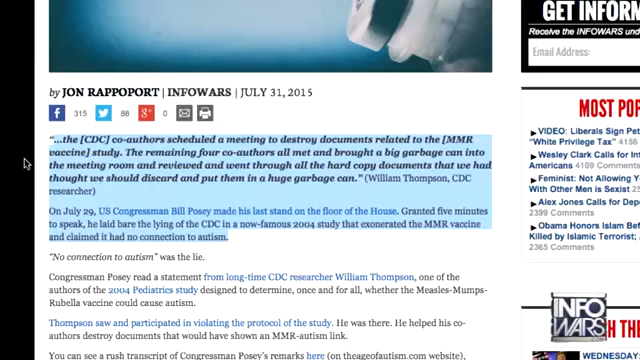 GET INFORM
Receive the INFOWARS
Email Address:
by JON RAPPOPORT | INFOWARS | JULY 31, 2015
315
88
0
"...the [CDC] co-authors scheduled a meeting to destroy documents related to the [MMR
vaccine] study. The remaining four co-authors all met and brought a big garbage can into
the meeting room and reviewed and went through all the hard copy documents that we had
thought we should discard and put them in a huge garbage can." (William Thompson, CDC
researcher)
On July 29, US Congressman Bill Posey made his last stand on the floor of the House. Granted five minutes
to speak, he laid bare the lying of the CDC in a now-famous 2004 study that exonerated the MMR vaccine
and claimed it had no connection to autism.
"No connection to autism" was the lie.
Congressman Posey read a statement from long-time CDC researcher William Thompson, one of the
authors of the 2004 Pediatrics study designed to determine, once and for all, whether the Measles-Mumps-
Rubella vaccine could cause autism.
Thompson saw and participated in violating the protocol of the study. He was there. He helped his co-
authors destroy documents that would have shown an MMR-autism link.
You can see a rush transcript of Congressman Posey's remarks here (on theageofautism.com website),
MOST POP
VIDEO: Liberals Sign Pet
"White Privilege Tax" 4156
Wesley Clark Calls for Int
Americans 4109 Comments
Feminist: Not Allowing Y
With Other Men is Sexist
Alex Jones Calls for Depo
2399 Comments
Obama Honors Islam Bef
Killed by Islamic Terrorist;
2365 Comments
INFO
WARS
.COM
TH